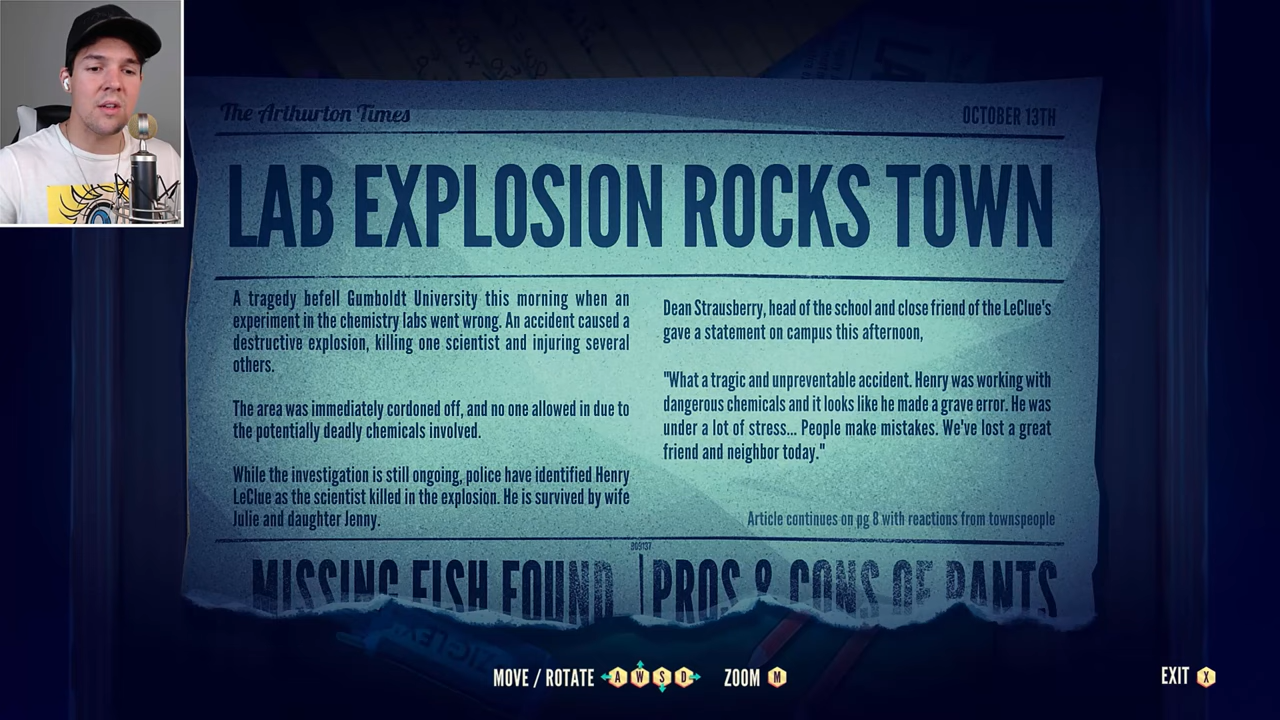 The Arthurton Times
OCTOBER 13TH
LAB EXPLOSION ROCKS TOWN
A tragedy befell Gumboldt University this morning when an
experiment in the chemistry labs went wrong. An accident caused a
destructive explosion, killing one scientist and injuring several
others.
The area was immediately cordoned off, and no one allowed in due to
the potentially deadly chemicals involved.
While the investigation is still ongoing, police have identified Henry
LeClue as the scientist killed in the explosion. He is survived by wife
Julie and daughter Jenny.
Dean Strausberry, head of the school and close friend of the LeClue's
gave a statement on campus this afternoon,
"What a tragic and unpreventable accident. Henry was working with
dangerous chemicals and it looks like he made a grave error. He was
under a lot of stress... People make mistakes. We've lost a great
friend and neighbor today."
Article continues on pg 8 with reactions from townspeople
MISSING FISH FOUND
PROS & CONS OF PANTS
MOVE / ROTATE A W S D ZOOM M
EXIT X